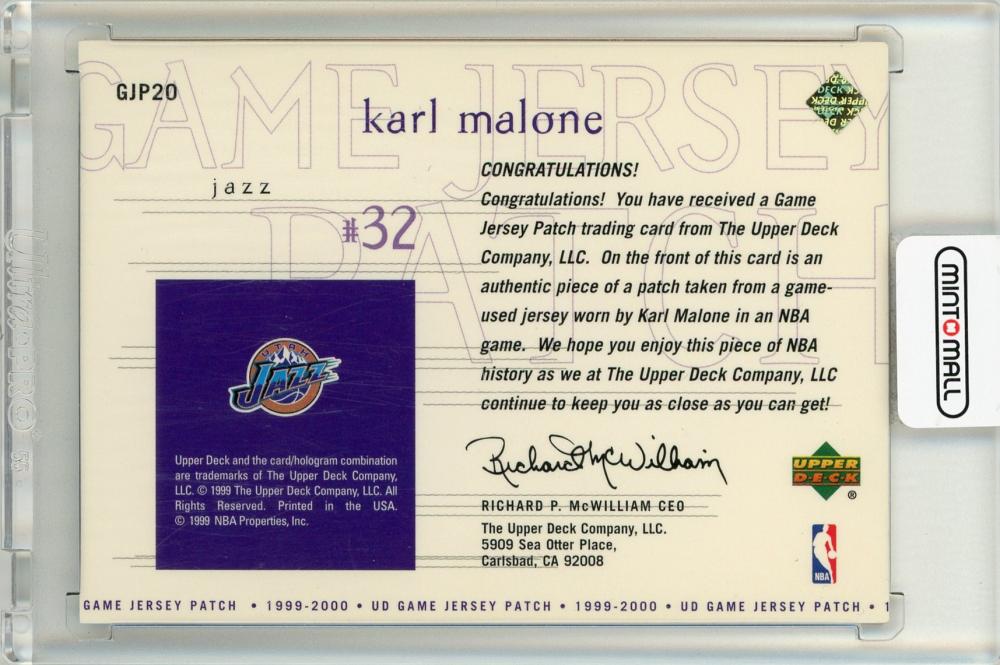 GAME JERSEY
PATCH
GJP20
karl malone
jazz
#32
CONGRATULATIONS!
Congratulations! You have received a Game
Jersey Patch trading card from The Upper Deck
Company, LLC. On the front of this card is an
authentic piece of a patch taken from a game-
used jersey worn by Karl Malone in an NBA
game. We hope you enjoy this piece of NBA
history as we at The Upper Deck Company, LLC
continue to keep you as close as you can get!
UTAH
JAZZ
Upper Deck and the card/hologram combination
are trademarks of The Upper Deck Company,
LLC. © 1999 The Upper Deck Company, LLC. All
Rights Reserved. Printed in the USA.
© 1999 NBA Properties, Inc.
Richard McWilliam
RICHARD P. McWILLIAM CEO
The Upper Deck Company, LLC.
5909 Sea Otter Place,
Carlsbad, CA 92008
UPPER
D·E·C·K
®
NBA
GAME JERSEY PATCH • 1999-2000 • UD GAME JERSEY PATCH • 1999-2000 • UD GAME JERSEY PATCH • 1
MINTOMALL
Ultra PRO
UPPER DECK